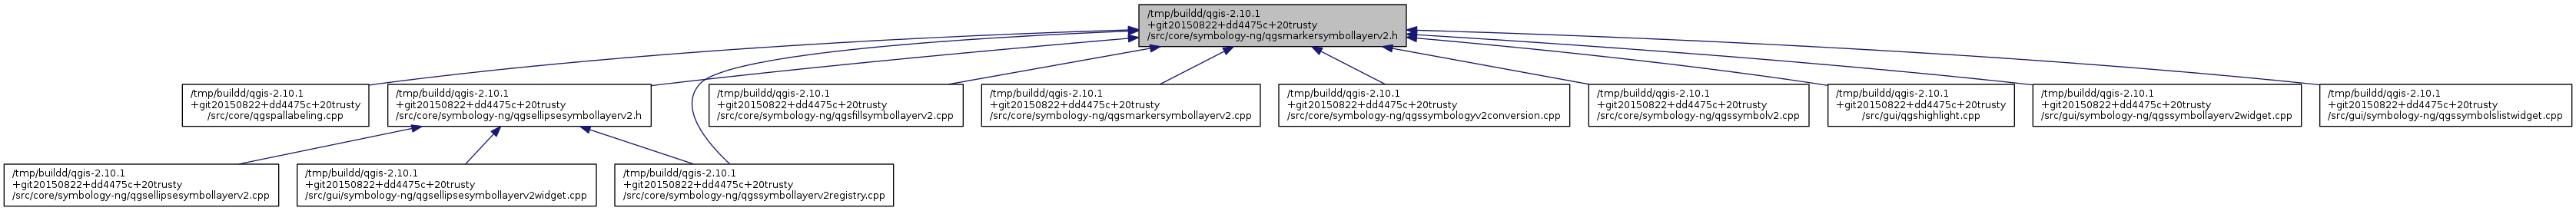 /tmp/buildd/qgis-2.10.1
+git20150822+dd4475c+20trusty
/src/core/symbology-ng/qgsmarkersymbollayerv2.h
/tmp/buildd/qgis-2.10.1
+git20150822+dd4475c+20trusty
/src/core/qgspallabeling.cpp
/tmp/buildd/qgis-2.10.1
+git20150822+dd4475c+20trusty
/src/core/symbology-ng/qgsellipsesymbollayerv2.h
/tmp/buildd/qgis-2.10.1
+git20150822+dd4475c+20trusty
/src/core/symbology-ng/qgsfillsymbollayerv2.cpp
/tmp/buildd/qgis-2.10.1
+git20150822+dd4475c+20trusty
/src/core/symbology-ng/qgsmarkersymbollayerv2.cpp
/tmp/buildd/qgis-2.10.1
+git20150822+dd4475c+20trusty
/src/core/symbology-ng/qgssymbologyv2conversion.cpp
/tmp/buildd/qgis-2.10.1
+git20150822+dd4475c+20trusty
/src/core/symbology-ng/qgssymbolv2.cpp
/tmp/buildd/qgis-2.10.1
+git20150822+dd4475c+20trusty
/src/gui/qgshighlight.cpp
/tmp/buildd/qgis-2.10.1
+git20150822+dd4475c+20trusty
/src/gui/symbology-ng/qgssymbollayerv2widget.cpp
/tmp/buildd/qgis-2.10.1
+git20150822+dd4475c+20trusty
/src/gui/symbology-ng/qgssymbolslistwidget.cpp
/tmp/buildd/qgis-2.10.1
+git20150822+dd4475c+20trusty
/src/core/symbology-ng/qgsellipsesymbollayerv2.cpp
/tmp/buildd/qgis-2.10.1
+git20150822+dd4475c+20trusty
/src/gui/symbology-ng/qgsellipsesymbollayerv2widget.cpp
/tmp/buildd/qgis-2.10.1
+git20150822+dd4475c+20trusty
/src/core/symbology-ng/qgssymbollayerv2registry.cpp